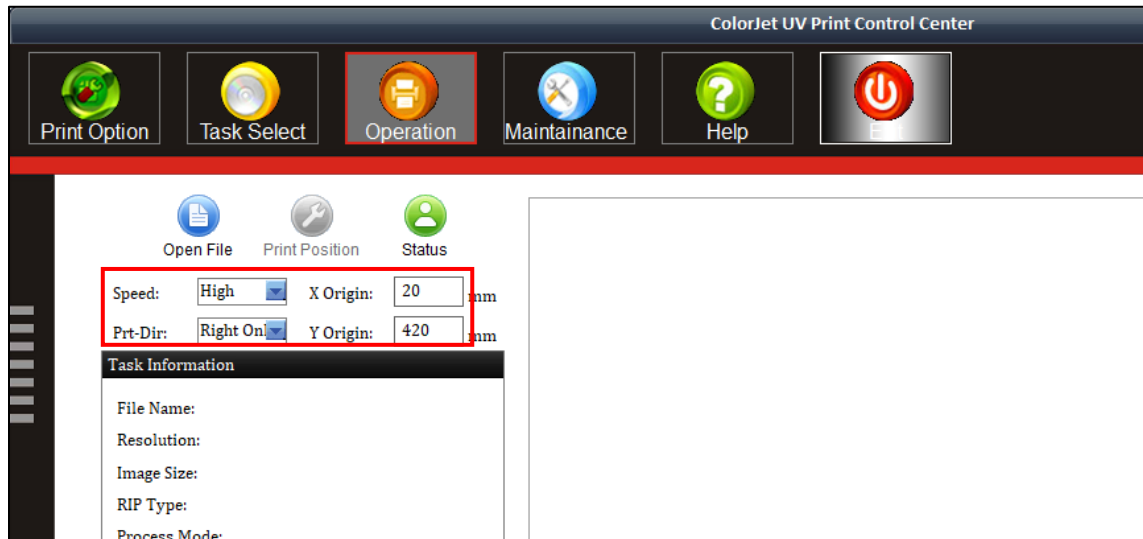 ColorJet UV Print Control Center
Print Option Task Select Operation Maintainance Help
Open File Print Position Status
Speed: High X Origin: 20 mm
Prt-Dir: Right Onl Y Origin: 420 mm
Task Information
File Name:
Resolution:
Image Size:
RIP Type:
Process Mode: